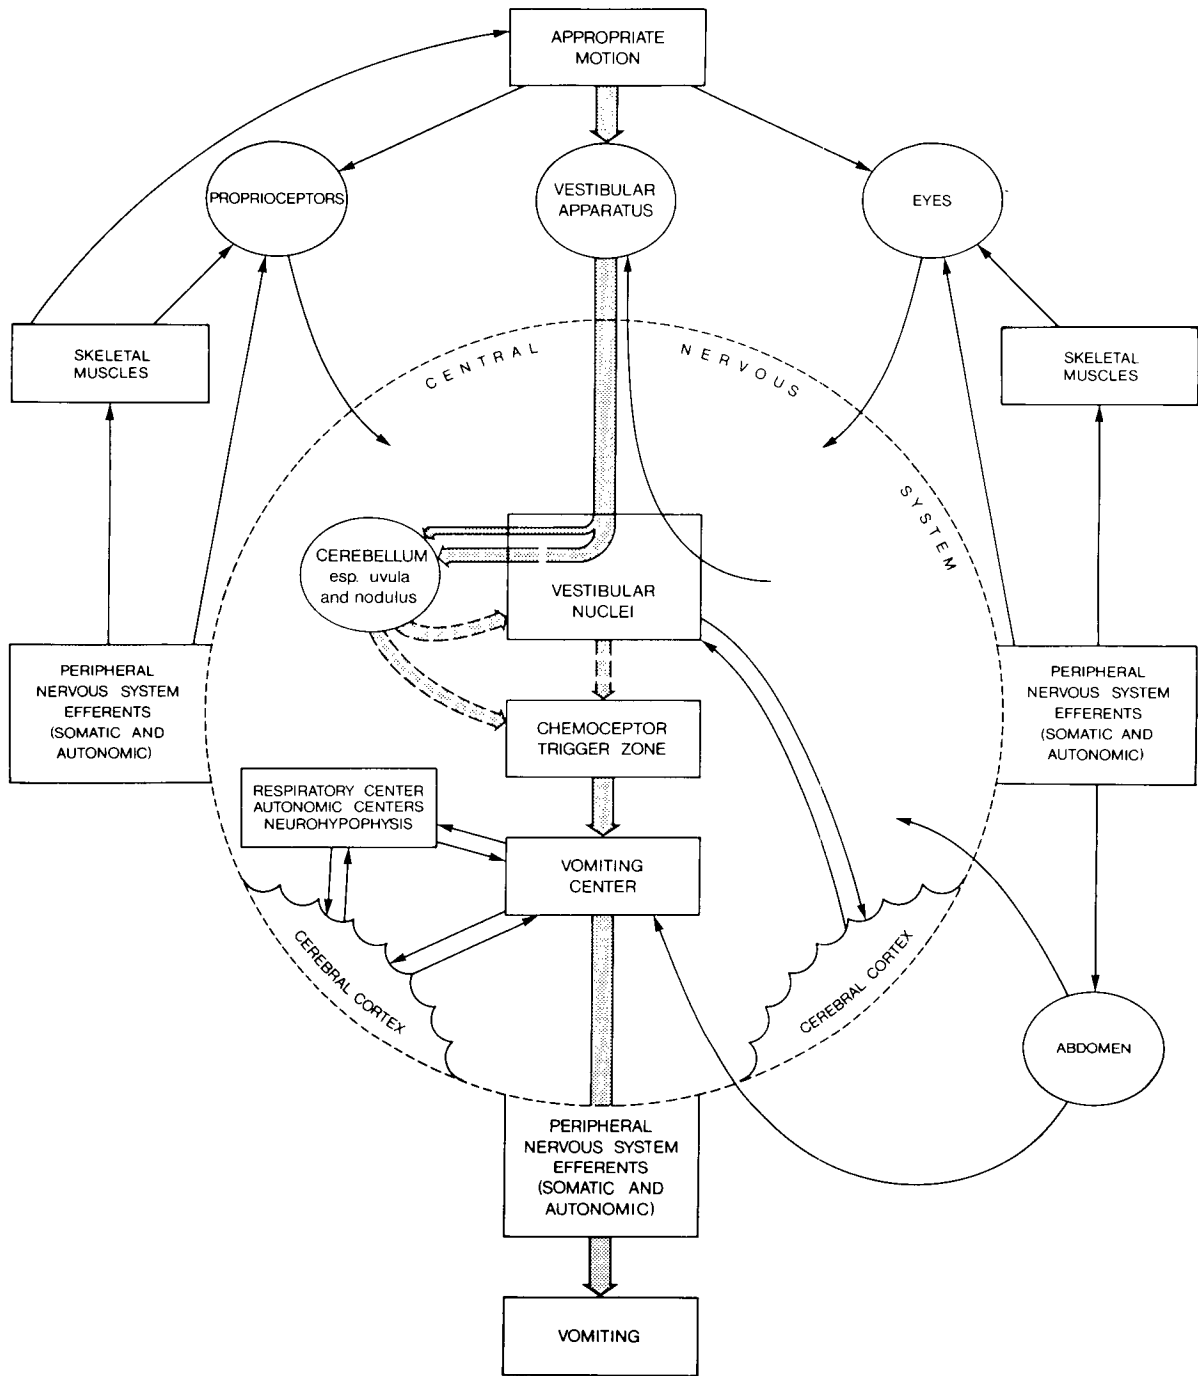 APPROPRIATE
MOTION
PROPRIOCEPTORS
VESTIBULAR
APPARATUS
EYES
SKELETAL
MUSCLES
SKELETAL
MUSCLES
CENTRAL NERVOUS SYSTEM
CEREBELLUM
esp. uvula
and nodulus
VESTIBULAR
NUCLEI
PERIPHERAL
NERVOUS SYSTEM
EFFERENTS
(SOMATIC AND
AUTONOMIC)
PERIPHERAL
NERVOUS SYSTEM
EFFERENTS
(SOMATIC AND
AUTONOMIC)
CHEMOCEPTOR
TRIGGER ZONE
RESPIRATORY CENTER
AUTONOMIC CENTERS
NEUROHYPOPHYSIS
VOMITING
CENTER
CEREBRAL CORTEX
CEREBRAL CORTEX
ABDOMEN
PERIPHERAL
NERVOUS SYSTEM
EFFERENTS
(SOMATIC AND
AUTONOMIC)
VOMITING